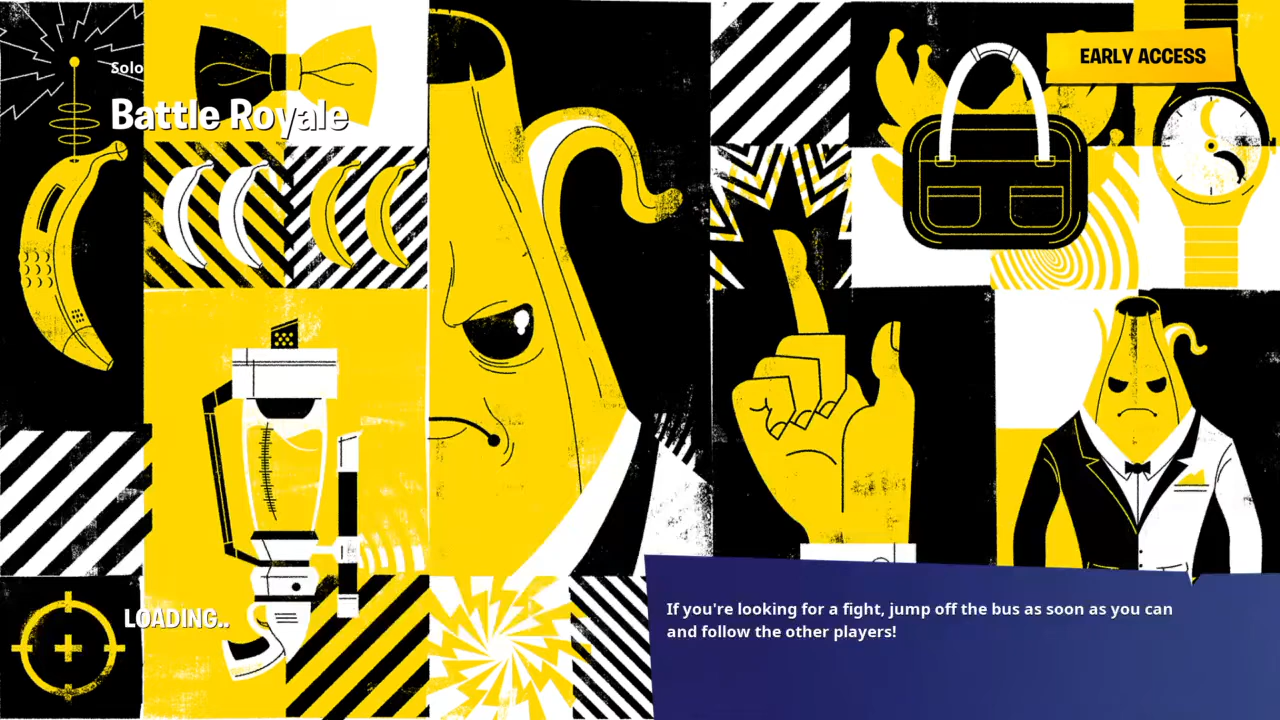 Solo
Battle Royale
EARLY ACCESS
LOADING..
If you're looking for a fight, jump off the bus as soon as you can
and follow the other players!